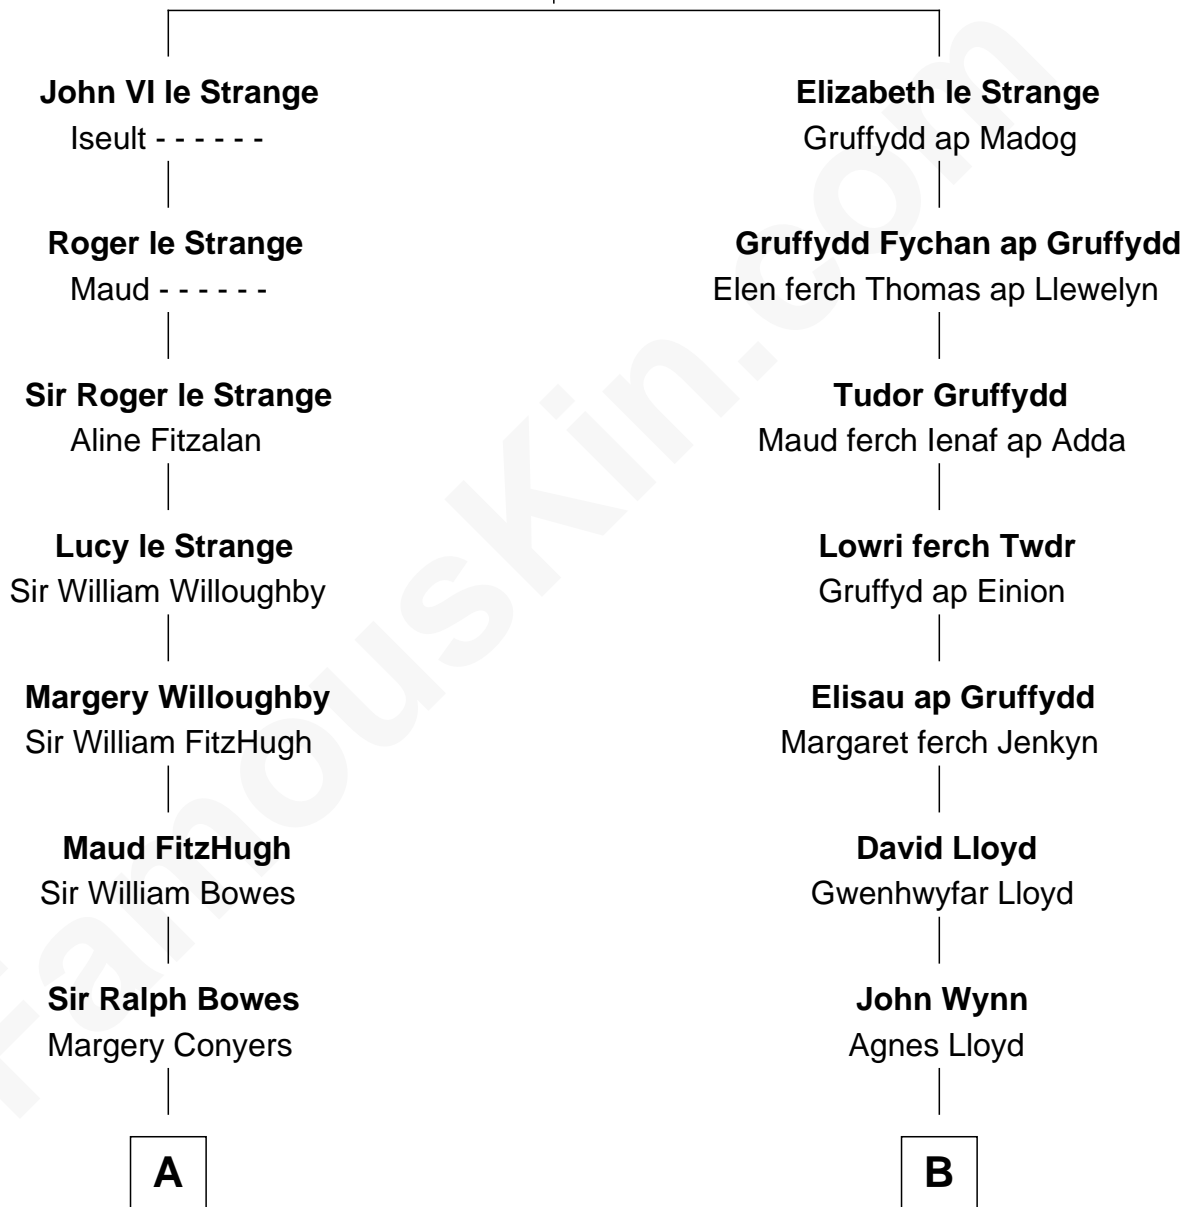 John VI le Strange
Iseult - - - - - -
Roger le Strange
Maud - - - - - -
Sir Roger le Strange
Aline Fitzalan
Lucy le Strange
Sir William Willoughby
Margery Willoughby
Sir William FitzHugh
Maud FitzHugh
Sir William Bowes
Sir Ralph Bowes
Margery Conyers
A
Elizabeth le Strange
Gruffydd ap Madog
Gruffydd Fychan ap Gruffydd
Elen ferch Thomas ap Llewelyn
Tudor Gruffydd
Maud ferch Ienaf ap Adda
Lowri ferch Twdr
Gruffyd ap Einion
Elisau ap Gruffydd
Margaret ferch Jenkyn
David Lloyd
Gwenhwyfar Lloyd
John Wynn
Agnes Lloyd
B
FamousKin.com